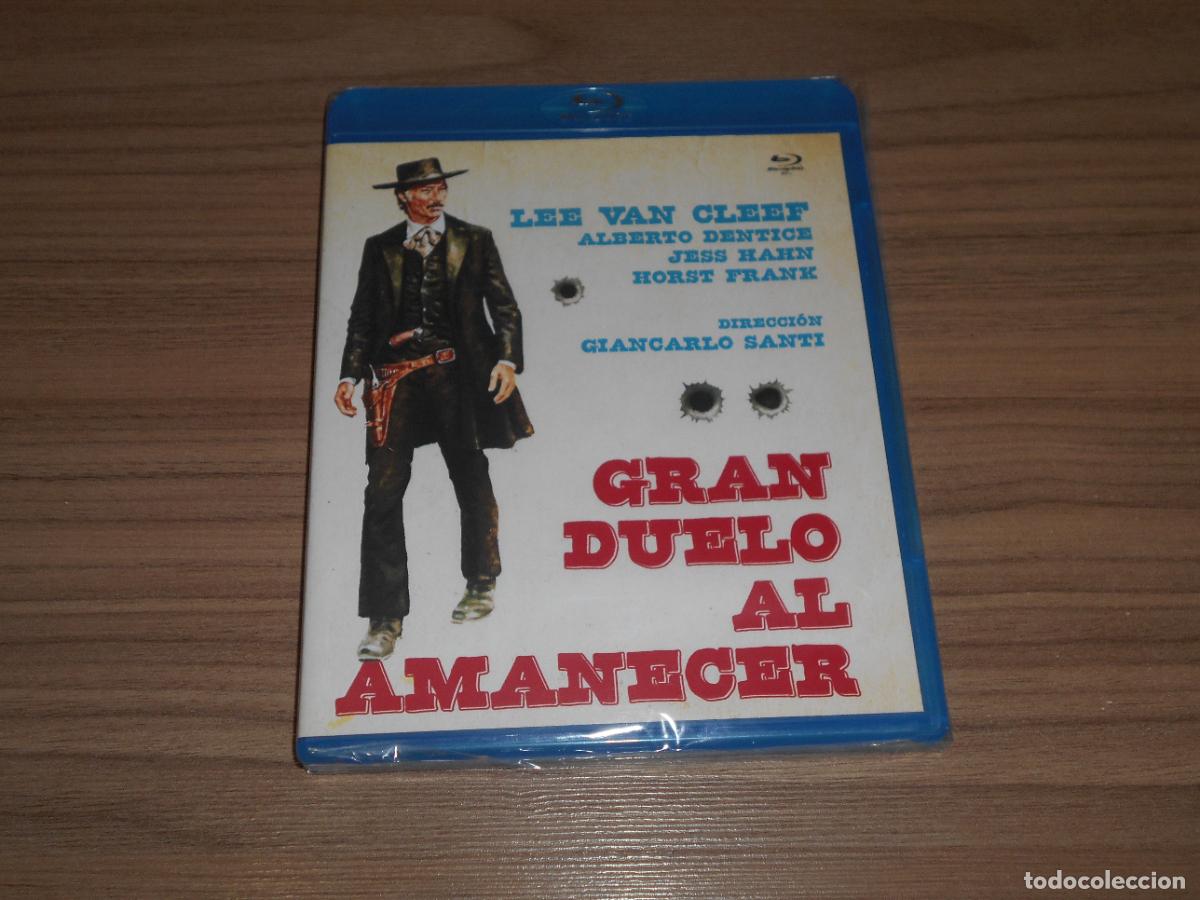 LEE VAN CLEEF
ALBERTO DENTICE
JESS HAHN
HORST FRANK
DIRECCIÓN
GIANCARLO SANTI
GRAN
DUELO
AL
AMANECER
todocoleccion